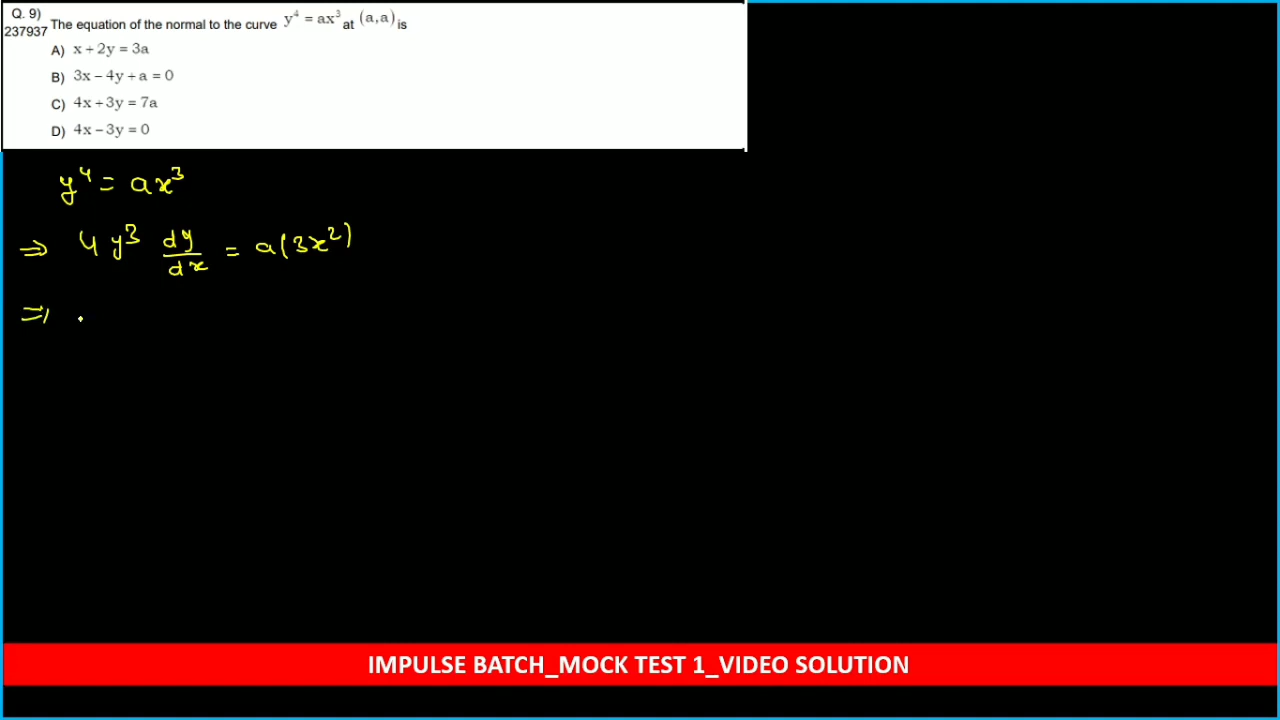 Q. 9)
237937 The equation of the normal to the curve y⁴ = ax³ at (a,a) is
A) x + 2y = 3a
B) 3x − 4y + a = 0
C) 4x + 3y = 7a
D) 4x − 3y = 0
y⁴ = ax³
⇒ 4y³ dy/dx = a(3x²)
⇒
IMPULSE BATCH_MOCK TEST 1_VIDEO SOLUTION